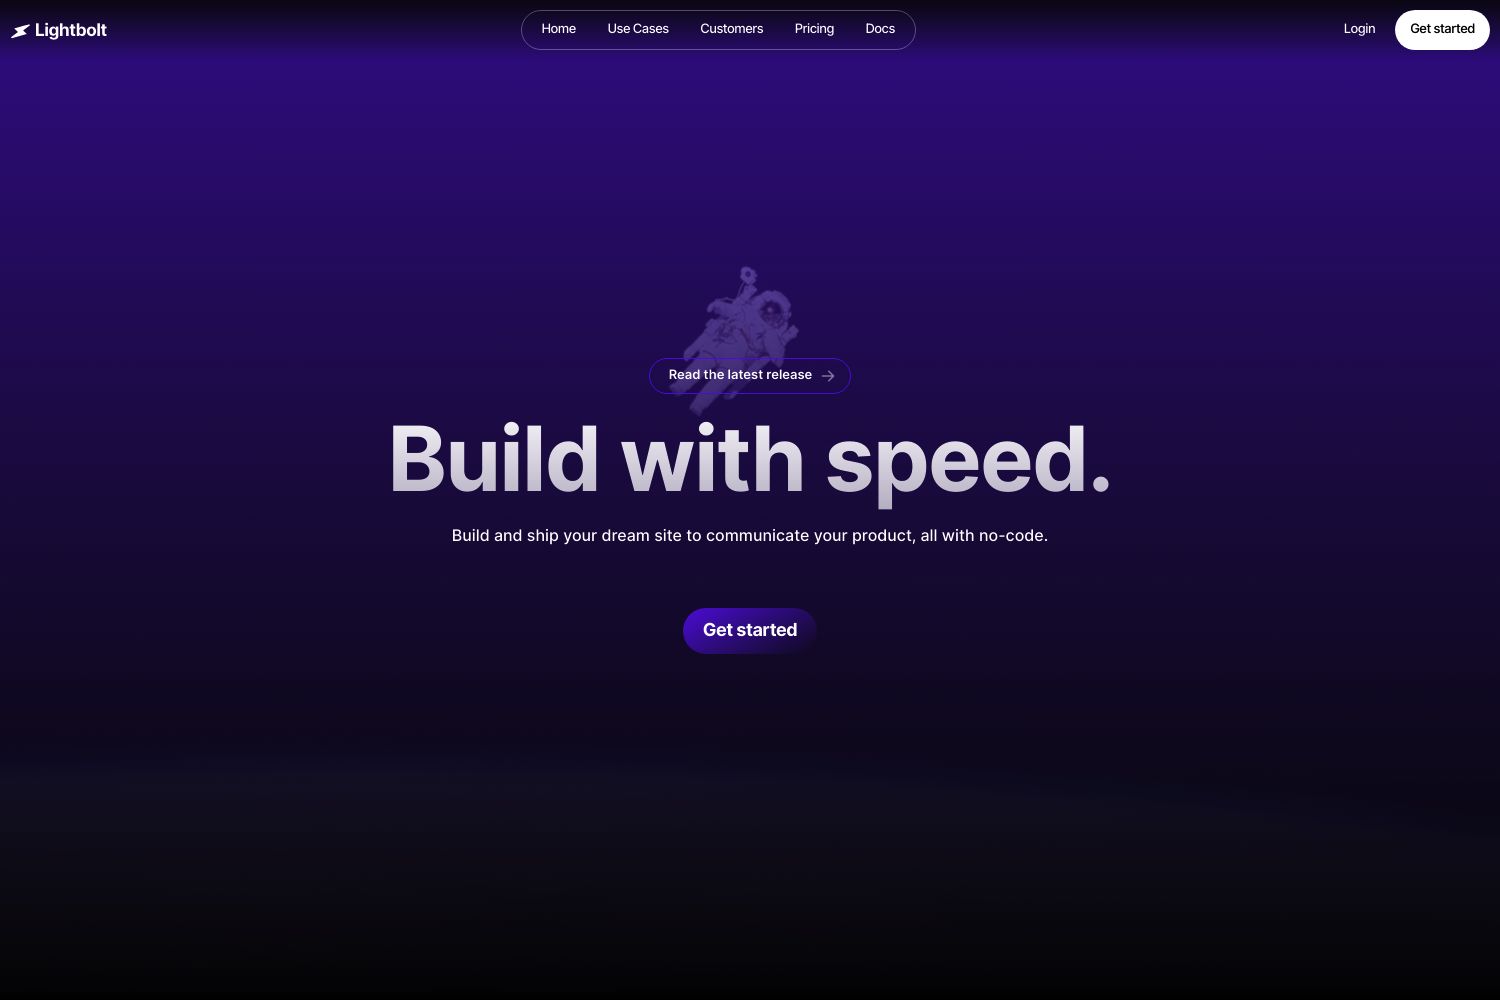 Lightbolt
Home Use Cases Customers Pricing Docs
Login Get started
Read the latest release
Build with speed.
Build and ship your dream site to communicate your product, all with no-code.
Get started